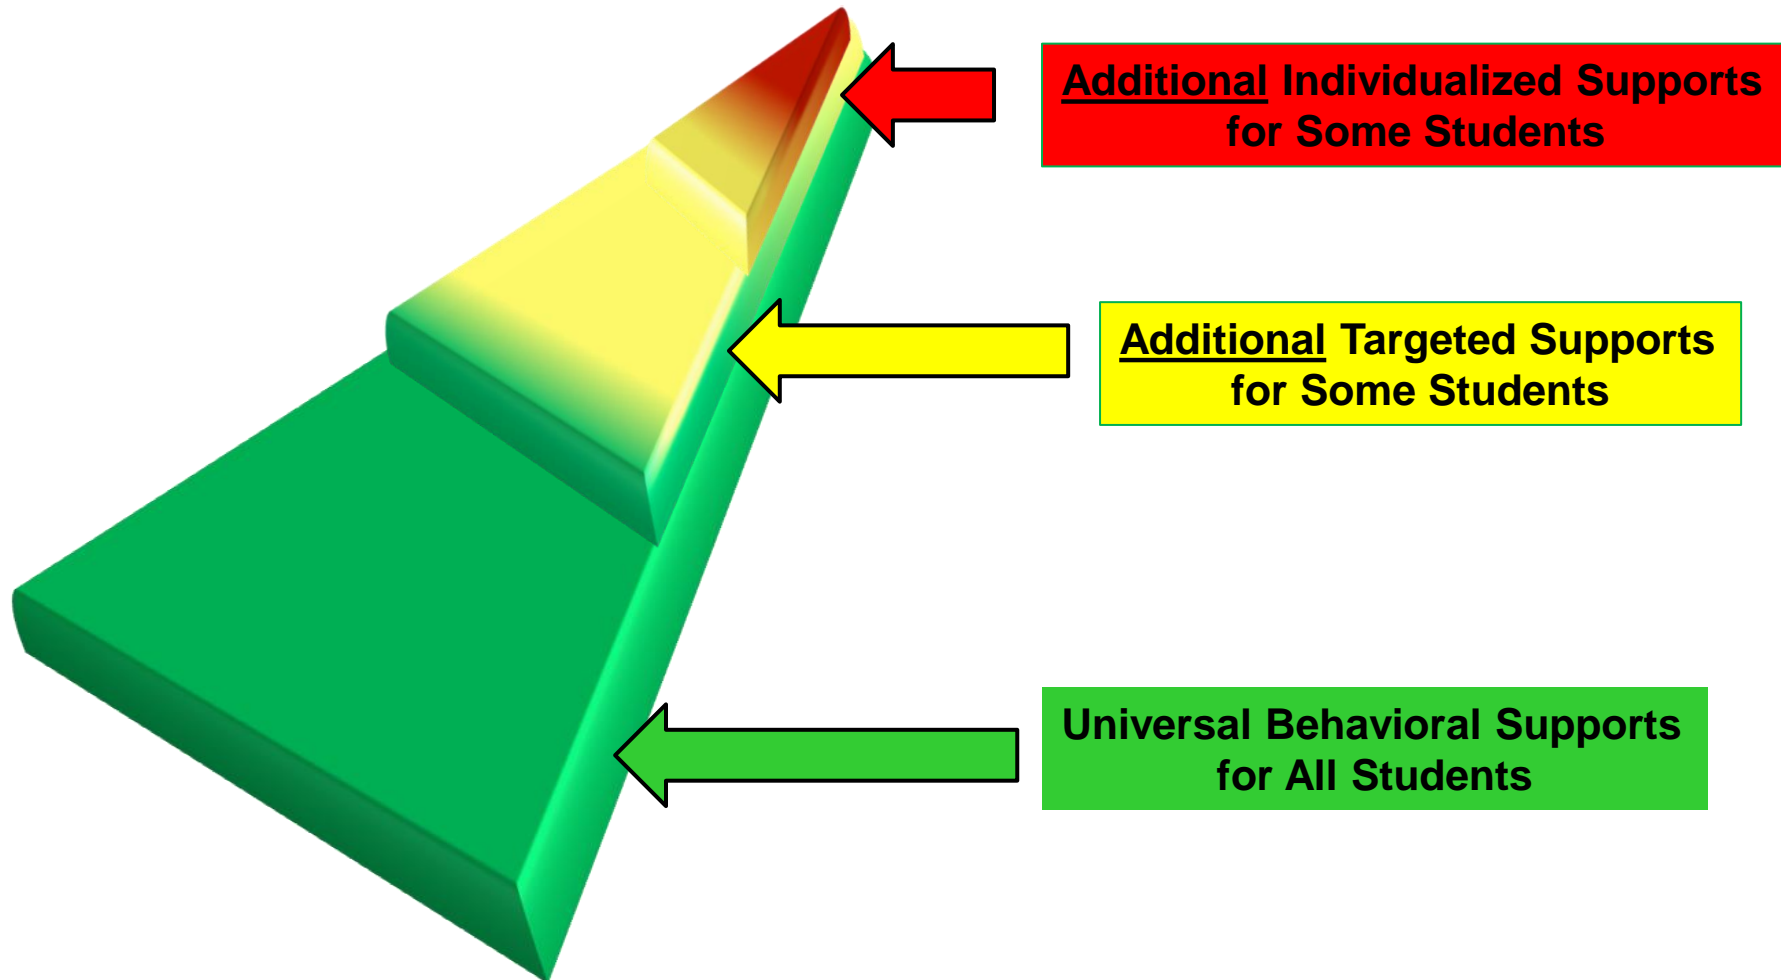 Additional Individualized Supports
for Some Students
Additional Targeted Supports
for Some Students
Universal Behavioral Supports
for All Students